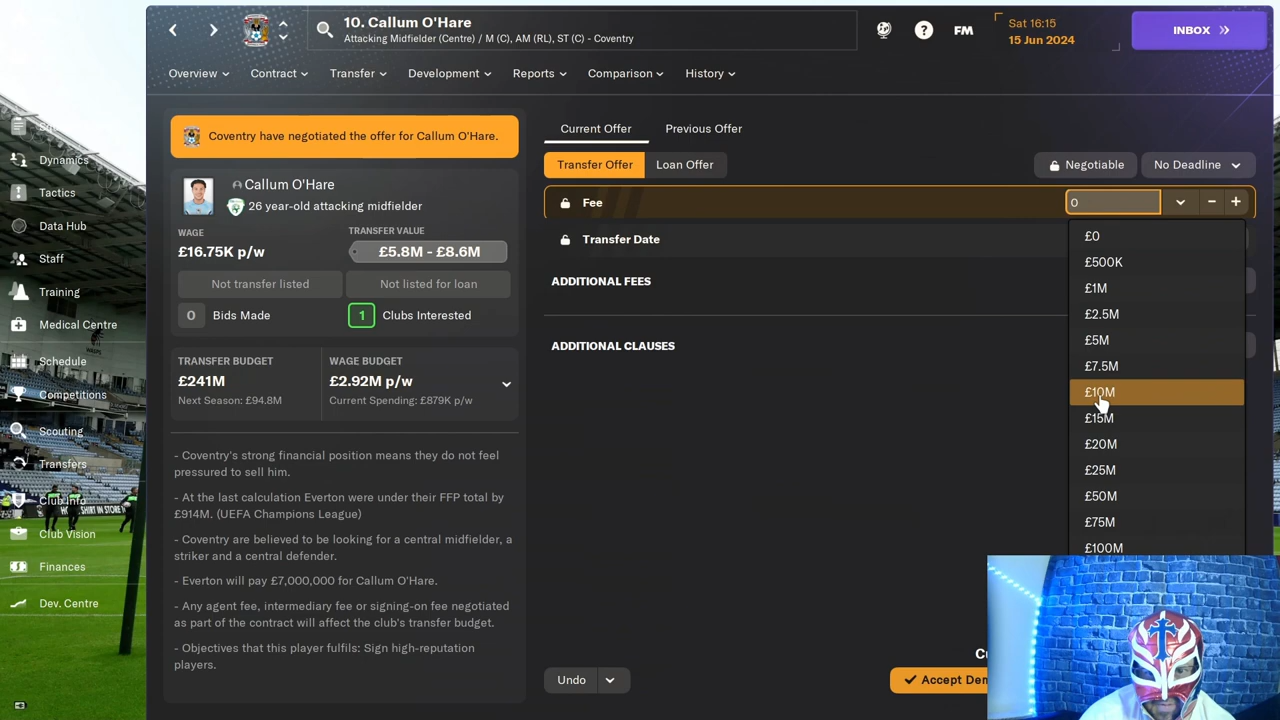 10. Callum O'Hare
Attacking Midfielder (Centre) / M (C), AM (RL), ST (C) - Coventry
?
FM
Sat 16:15
15 Jun 2024
INBOX
Overview
Contract
Transfer
Development
Reports
Comparison
History
Dynamics
Tactics
Data Hub
Staff
Training
Medical Centre
Schedule
Competitions
Scouting
Transfers
Club Info
Club Vision
Finances
Dev. Centre
Coventry have negotiated the offer for Callum O'Hare.
Callum O'Hare
26 year-old attacking midfielder
WAGE
£16.75K p/w
TRANSFER VALUE
£5.8M - £8.6M
Not transfer listed
Not listed for loan
0 Bids Made
1 Clubs Interested
TRANSFER BUDGET
£241M
Next Season: £94.8M
WAGE BUDGET
£2.92M p/w
Current Spending: £879K p/w
- Coventry's strong financial position means they do not feel
pressured to sell him.
- At the last calculation Everton were under their FFP total by
£914M. (UEFA Champions League)
- Coventry are believed to be looking for a central midfielder, a
striker and a central defender.
- Everton will pay £7,000,000 for Callum O'Hare.
- Any agent fee, intermediary fee or signing-on fee negotiated
as part of the contract will affect the club's transfer budget.
- Objectives that this player fulfils: Sign high-reputation
players.
Current Offer
Previous Offer
Transfer Offer
Loan Offer
Negotiable
No Deadline
Fee
0
Transfer Date
ADDITIONAL FEES
ADDITIONAL CLAUSES
£0
£500K
£1M
£2.5M
£5M
£7.5M
£10M
£15M
£20M
£25M
£50M
£75M
£100M
Undo
Accept Dem